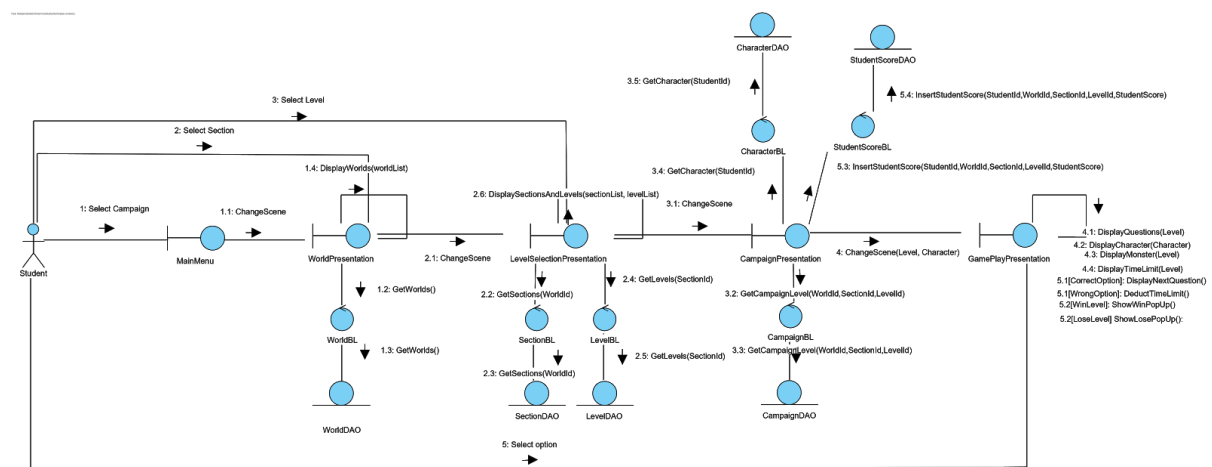 CharacterDAO
StudentScoreDAO
3.5: GetCharacter(StudentId)
5.4: InsertStudentScore(StudentId,WorldId,SectionId,LevelId,StudentScore)
3: Select Level
2: Select Section
CharacterBL
StudentScoreBL
1.4: DisplayWorlds(worldList)
5.3: InsertStudentScore(StudentId,WorldId,SectionId,LevelId,StudentScore)
3.4: GetCharacter(StudentId)
2.6: DisplaySectionsAndLevels(sectionList, levelList)
1: Select Campaign
1.1: ChangeScene
3.1: ChangeScene
4.1: DisplayQuestions(Level)
4.2: DisplayCharacter(Character)
4.3: DisplayMonster(Level)
4.4: DisplayTimeLimit(Level)
5.1[CorrectOption]: DisplayNextQuestion()
5.1[WrongOption]: DeductTimeLimit()
5.2[WinLevel]: ShowWinPopUp()
5.2[LoseLevel] ShowLosePopUp():
Student
MainMenu
WorldPresentation
2.1: ChangeScene
LevelSelectionPresentation
CampaignPresentation
4: ChangeScene(Level, Character)
GamePlayPresentation
1.2: GetWorlds()
2.2: GetSections(WorldId)
2.4: GetLevels(SectionId)
3.2: GetCampaignLevel(WorldId,SectionId,LevelId)
WorldBL
SectionBL
LevelBL
CampaignBL
1.3: GetWorlds()
2.3: GetSections(WorldId)
2.5: GetLevels(SectionId)
3.3: GetCampaignLevel(WorldId,SectionId,LevelId)
WorldDAO
SectionDAO
LevelDAO
CampaignDAO
5: Select option